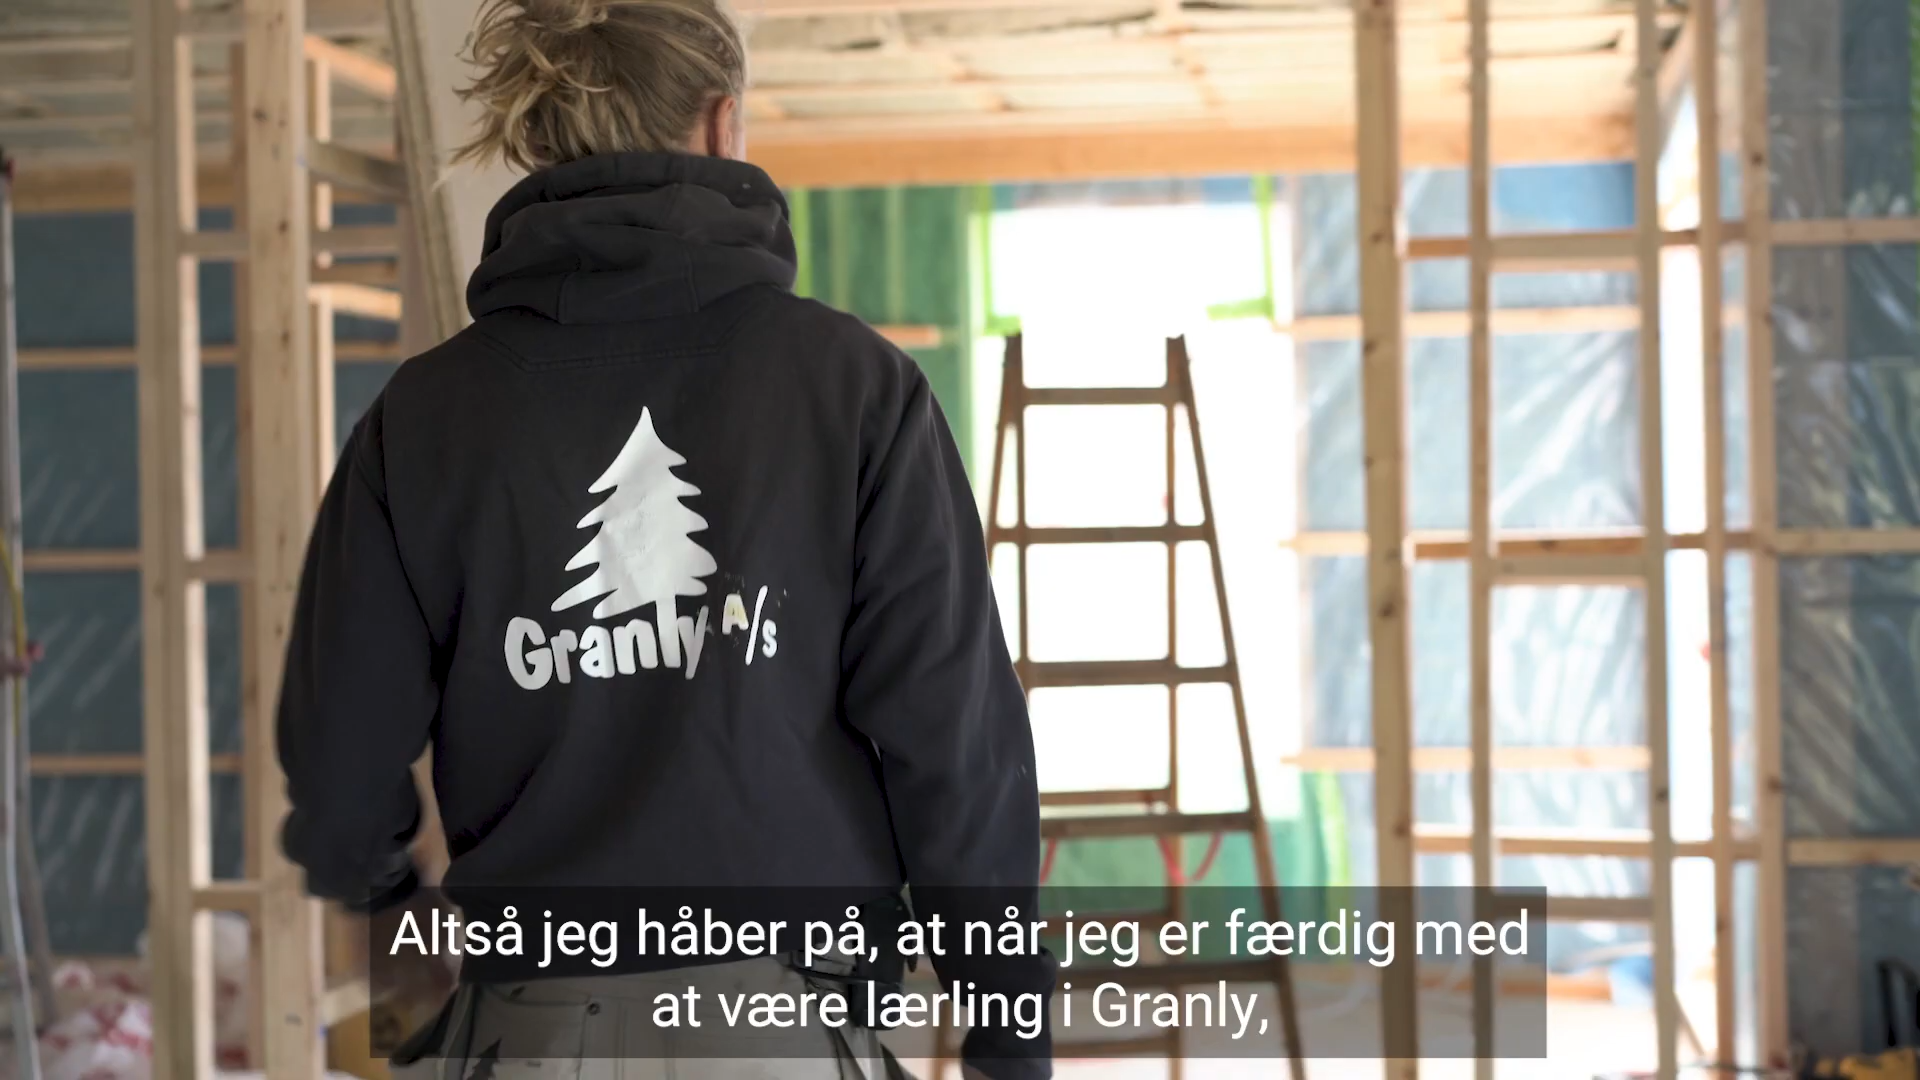 Granly A/S
Altså jeg håber på, at når jeg er færdig med
at være lærling i Granly,